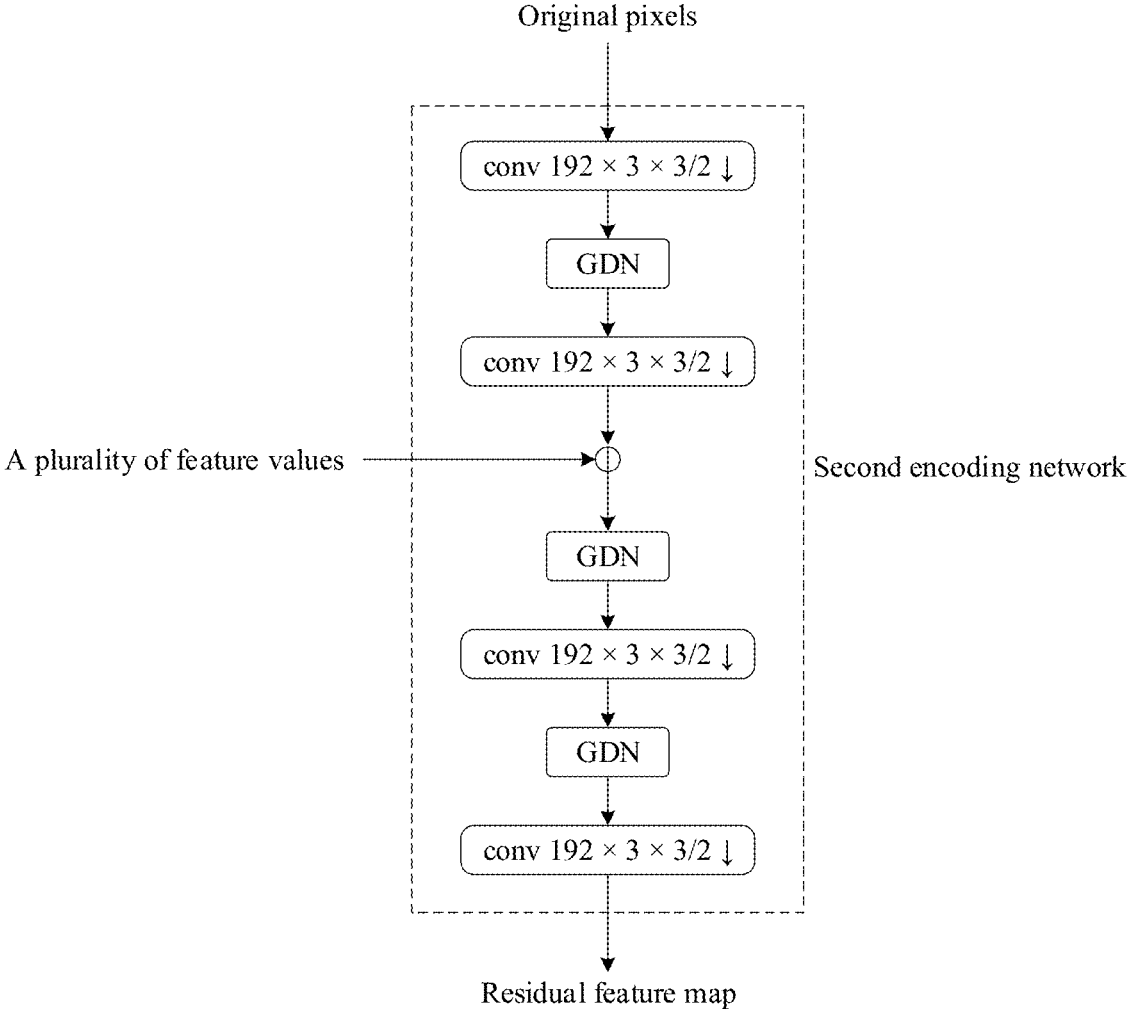 Original pixels
conv 192 × 3 × 3/2 ↓
GDN
conv 192 × 3 × 3/2 ↓
A plurality of feature values
Second encoding network
GDN
conv 192 × 3 × 3/2 ↓
GDN
conv 192 × 3 × 3/2 ↓
Residual feature map